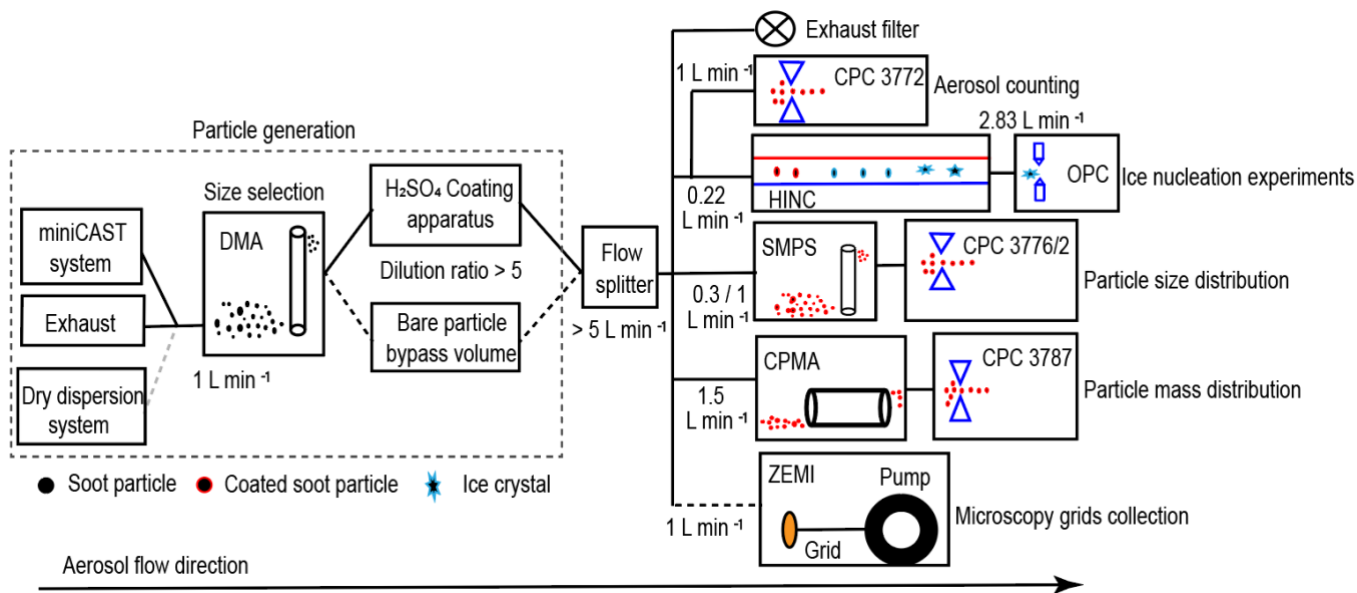 Exhaust filter
1 L min ⁻¹
CPC 3772
Aerosol counting
2.83 L min ⁻¹
Particle generation
Size selection
H₂SO₄ Coating
apparatus
0.22
L min ⁻¹
HINC
OPC
Ice nucleation experiments
miniCAST
system
DMA
Dilution ratio > 5
Flow
splitter
SMPS
CPC 3776/2
Particle size distribution
Exhaust
Bare particle
bypass volume
> 5 L min ⁻¹
0.3 / 1
L min ⁻¹
1 L min ⁻¹
CPMA
CPC 3787
Particle mass distribution
Dry dispersion
system
1.5
L min ⁻¹
Soot particle
Coated soot particle
Ice crystal
ZEMI
Pump
1 L min ⁻¹
Grid
Microscopy grids collection
Aerosol flow direction